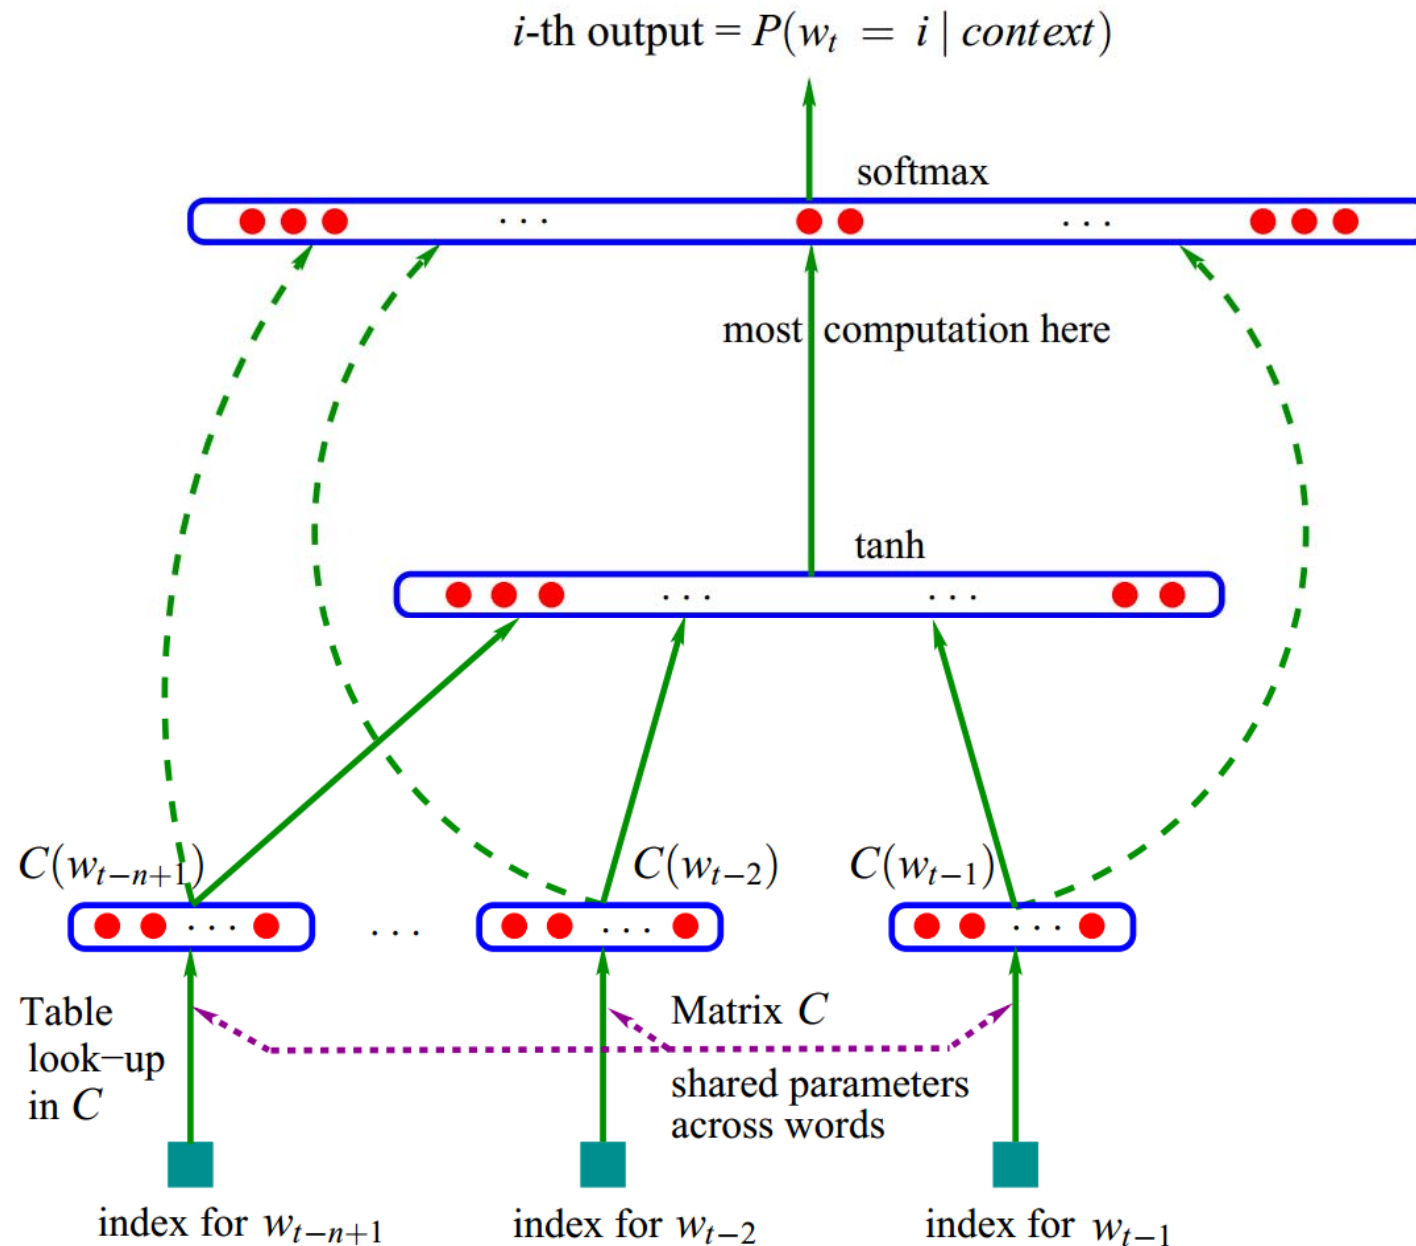 i-th output = P(w_t = i | context)
softmax
. . .
. . .
most computation here
tanh
. . .
. . .
C(w_{t−n+1})
C(w_{t−2})
C(w_{t−1})
. . .
. . .
. . .
. . .
Table
look−up
in C
Matrix C
shared parameters
across words
index for w_{t−n+1}
index for w_{t−2}
index for w_{t−1}